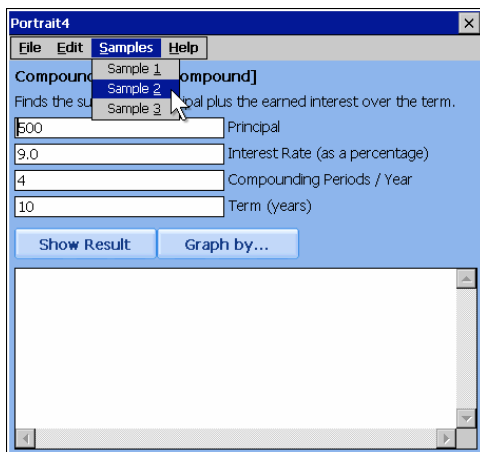 Portrait4
File Edit Samples Help
Sample 1
Compound ompound]
Sample 2
Finds the su pal plus the earned interest over the term.
Sample 3
500 Principal
9.0 Interest Rate (as a percentage)
4 Compounding Periods / Year
10 Term (years)
Show Result Graph by...